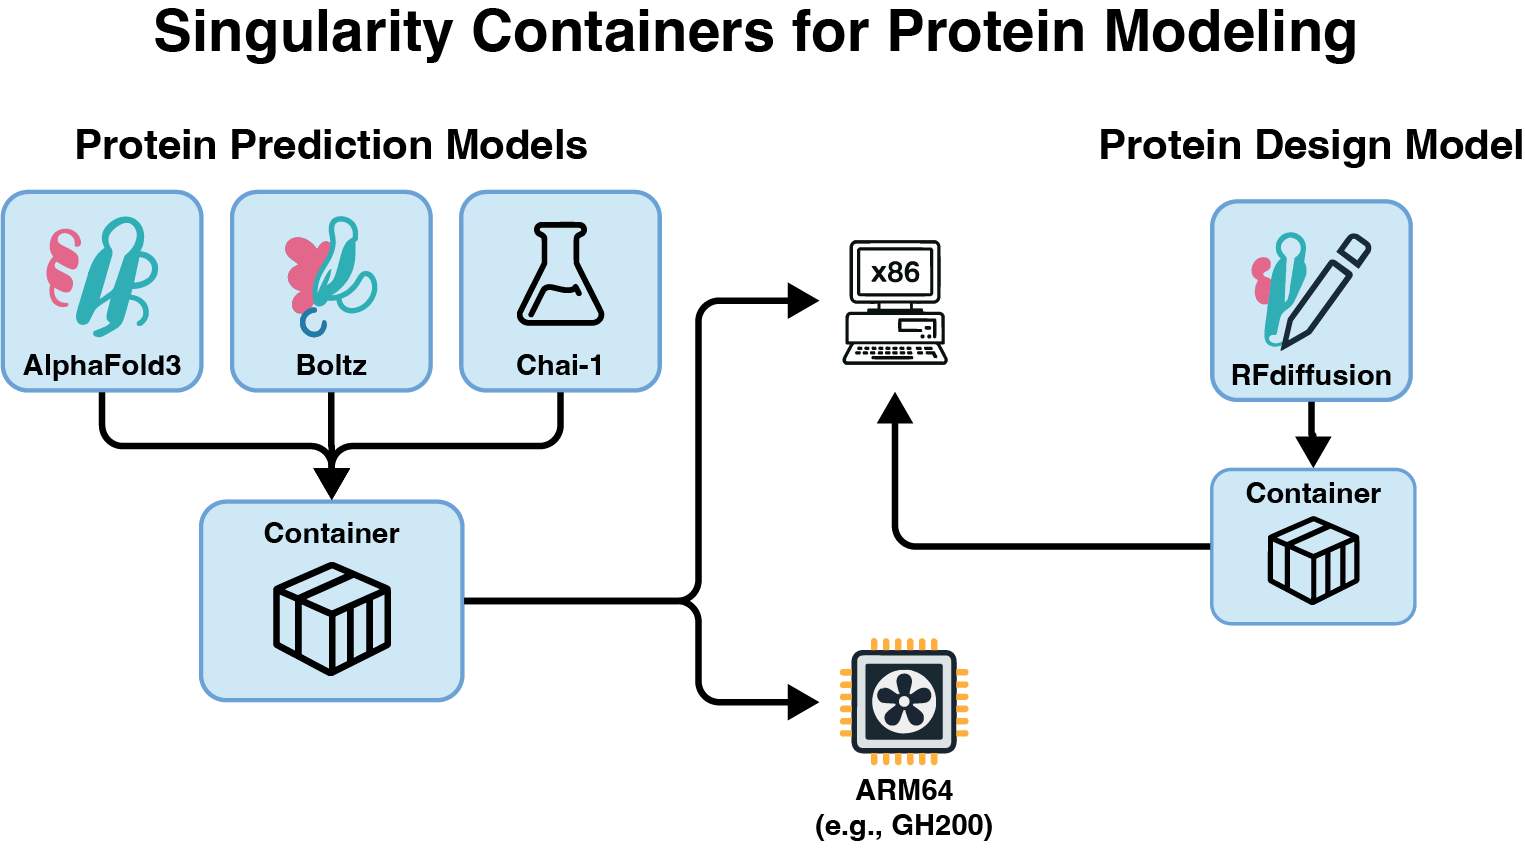 Singularity Containers for Protein Modeling
Protein Prediction Models
AlphaFold3
Boltz
Chai-1
Container
x86
ARM64
(e.g., GH200)
Protein Design Model
RFdiffusion
Container